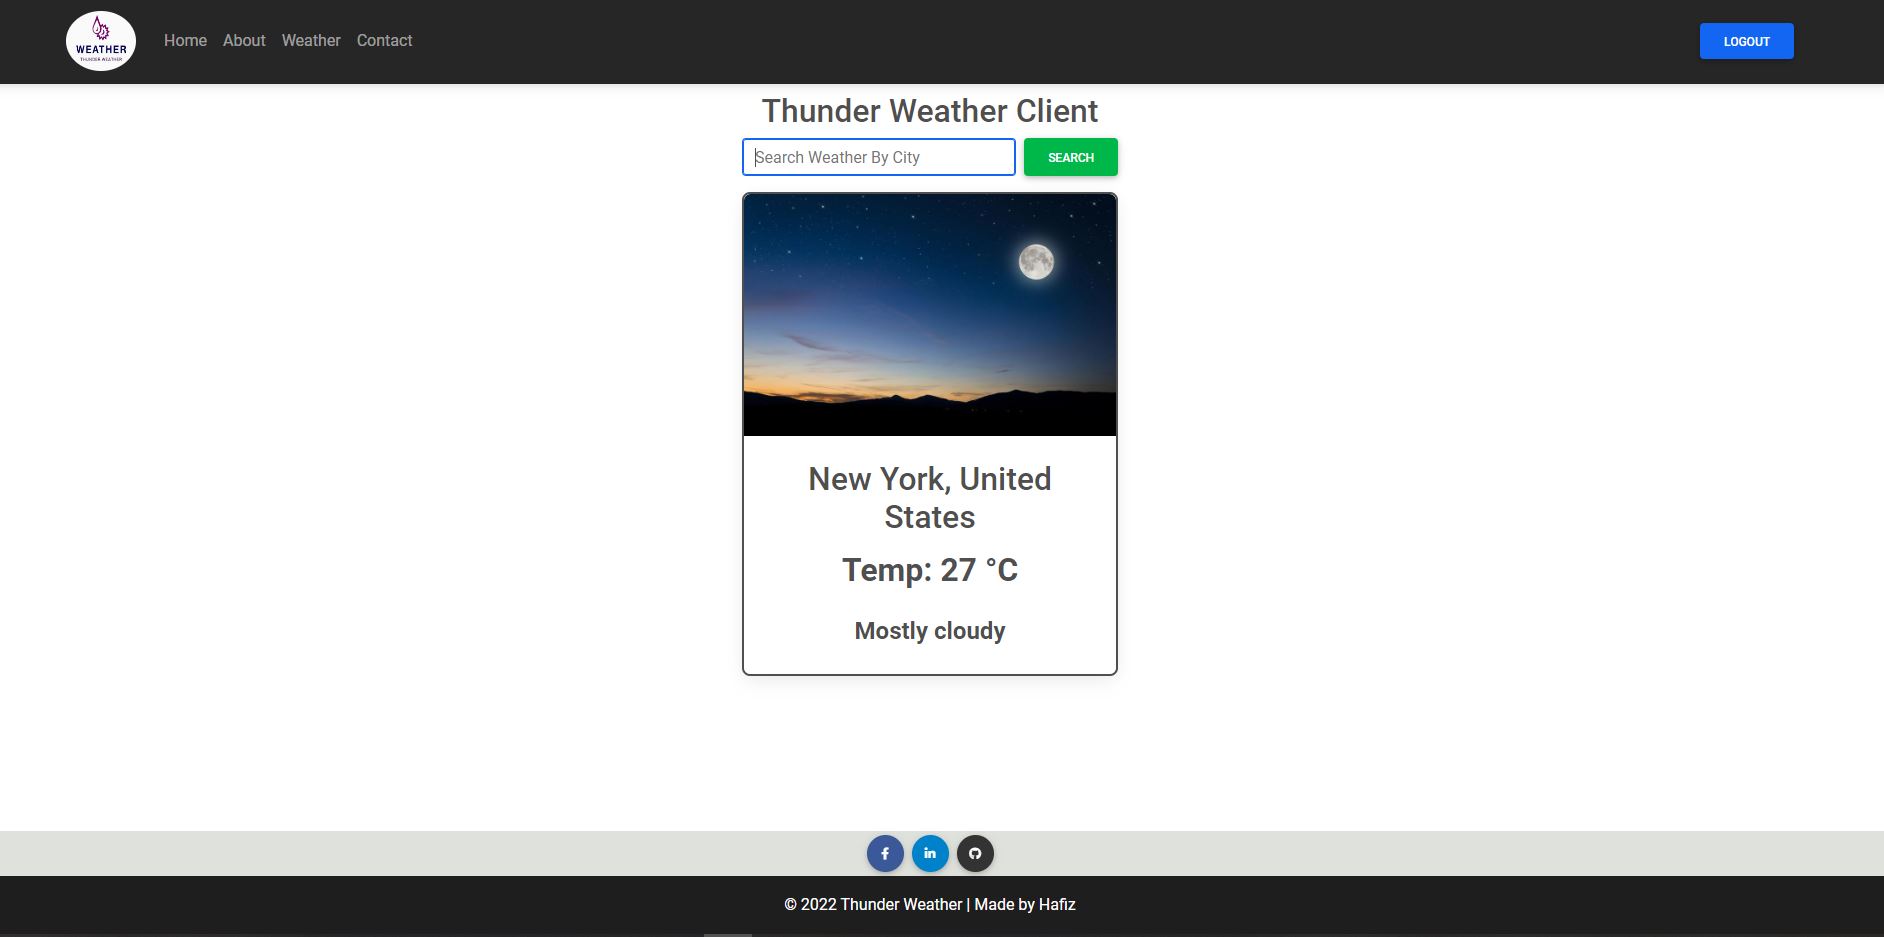 WEATHER
THUNDER WEATHER
Home About Weather Contact
LOGOUT
Thunder Weather Client
Search Weather By City
SEARCH
New York, United
States
Temp: 27 °C
Mostly cloudy
© 2022 Thunder Weather | Made by Hafiz